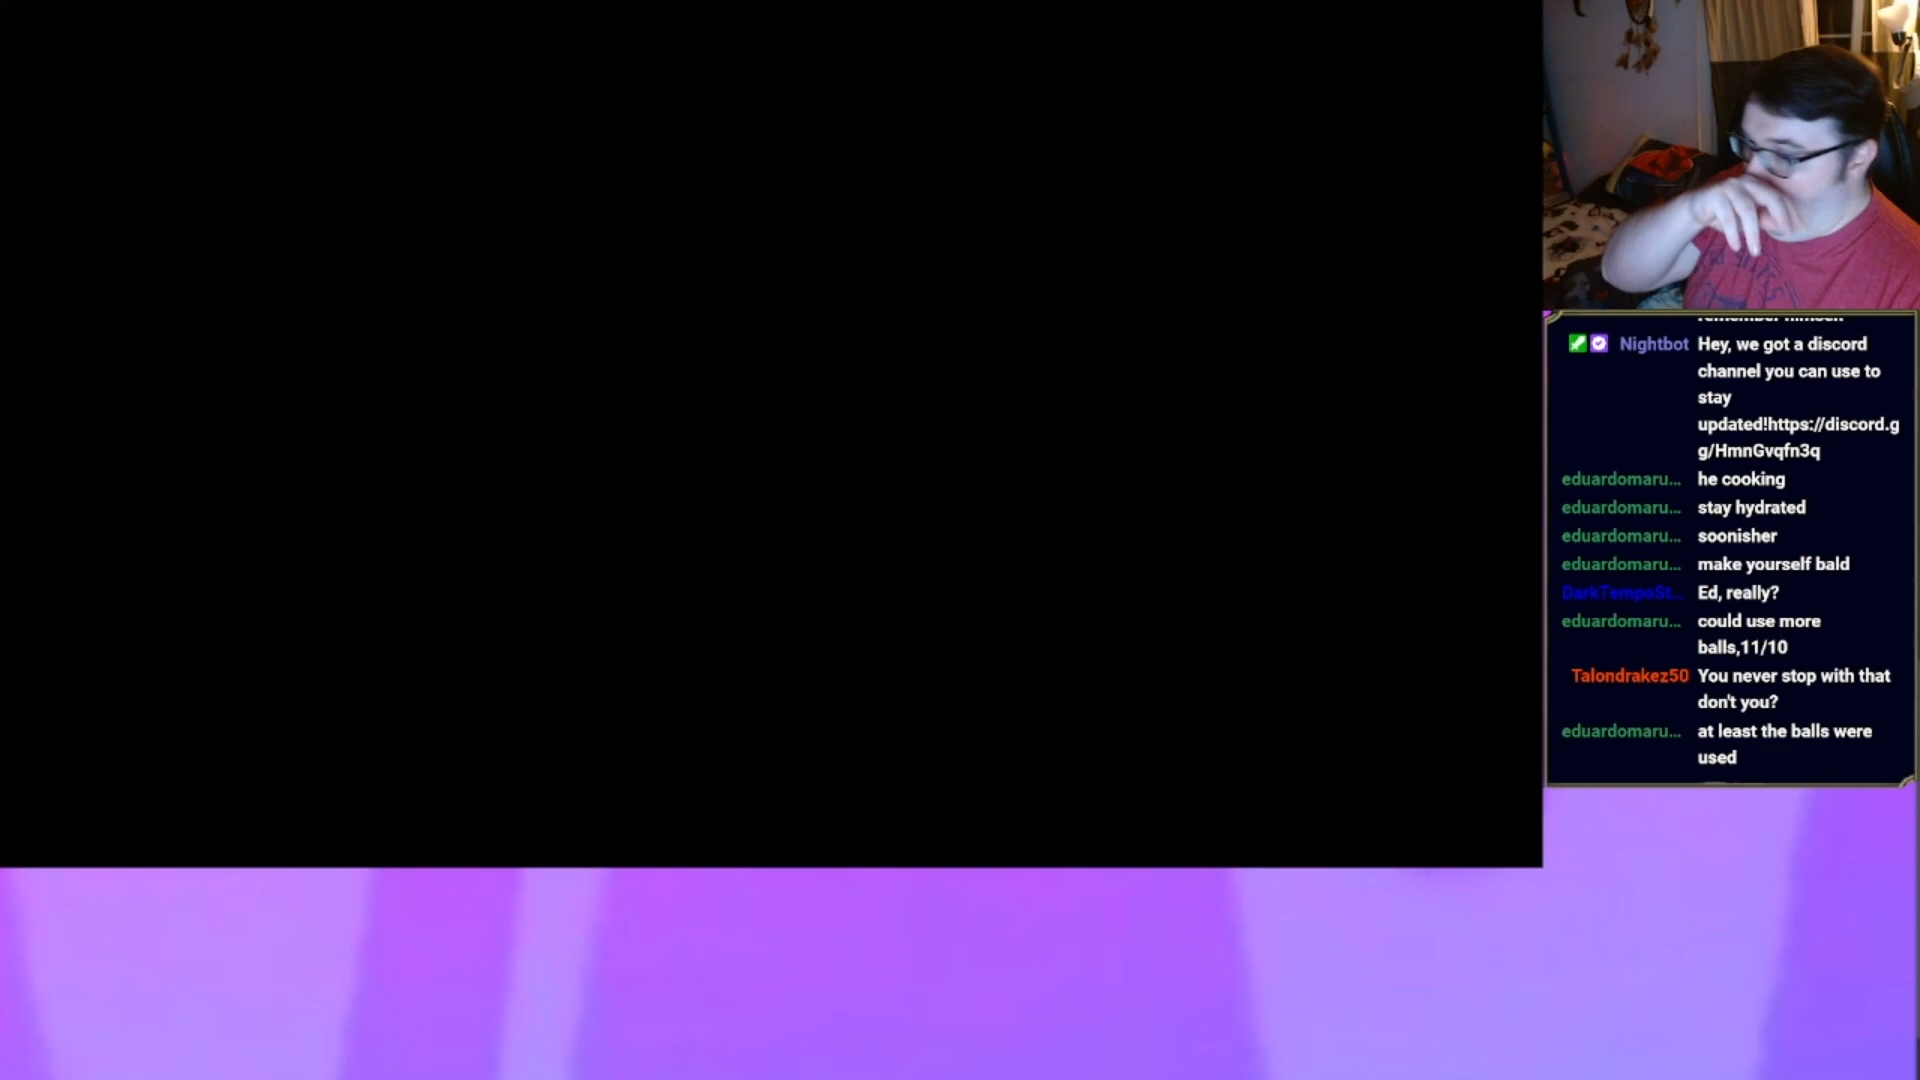 Nightbot Hey, we got a discord
channel you can use to
stay
updated!https://discord.g
g/HmnGvqfn3q
eduardomaru... he cooking
eduardomaru... stay hydrated
eduardomaru... soonisher
eduardomaru... make yourself bald
DarkTempoSt... Ed, really?
eduardomaru... could use more
balls,11/10
Talondrakez50 You never stop with that
don't you?
eduardomaru... at least the balls were
used